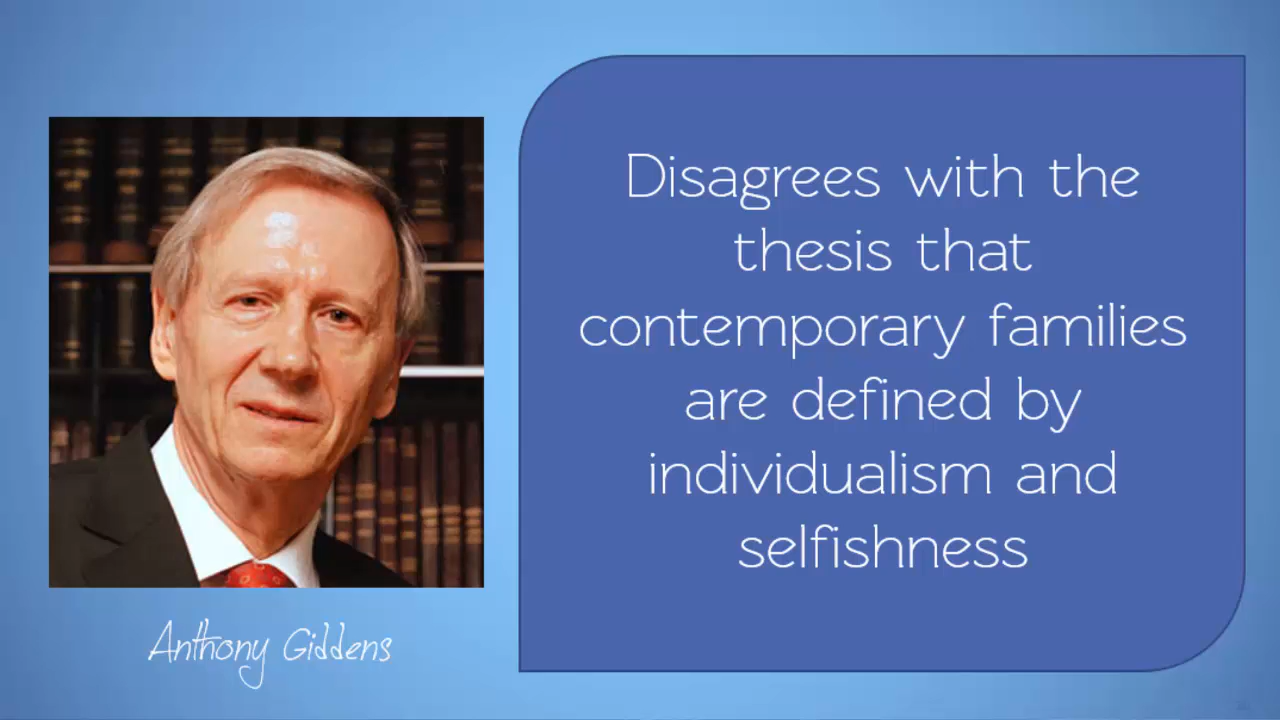 Disagrees with the
thesis that
contemporary families
are defined by
individualism and
selfishness
Anthony Giddens